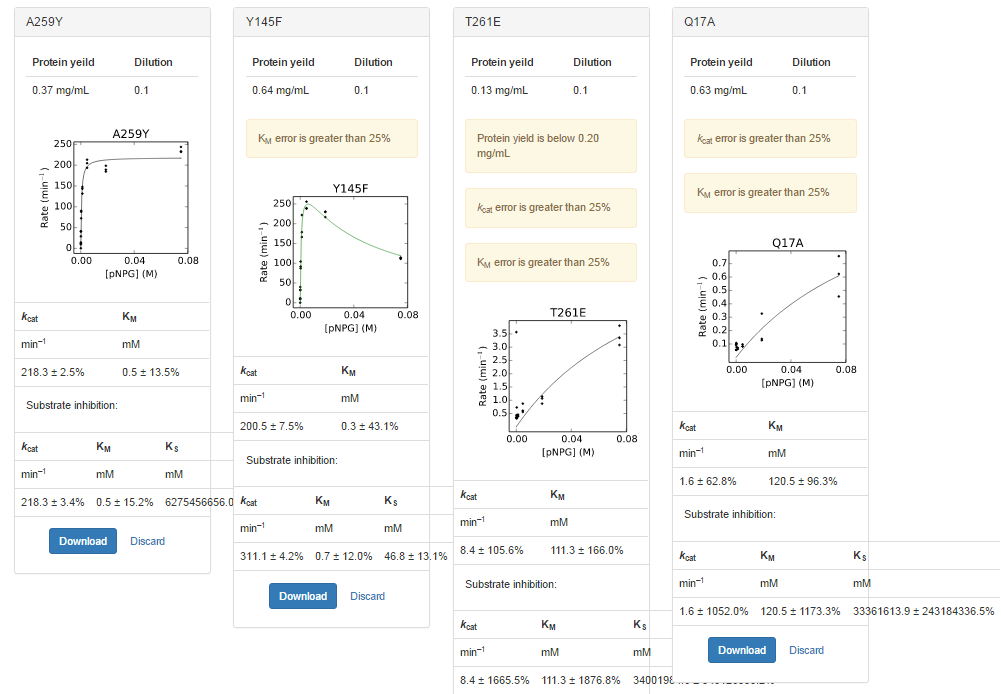 A259Y
Protein yeild Dilution
0.37 mg/mL 0.1
A259Y
250
200
150
100
50
0
Rate (min⁻¹)
0.00 0.04 0.08
[pNPG] (M)
kcat KM
min⁻¹ mM
218.3 ± 2.5% 0.5 ± 13.5%
Substrate inhibition:
kcat KM KS
min⁻¹ mM mM
218.3 ± 3.4% 0.5 ± 15.2% 6275456656.0
Download Discard
Y145F
Protein yeild Dilution
0.64 mg/mL 0.1
KM error is greater than 25%
Y145F
250
200
150
100
50
0
Rate (min⁻¹)
0.00 0.04 0.08
[pNPG] (M)
kcat KM
min⁻¹ mM
200.5 ± 7.5% 0.3 ± 43.1%
Substrate inhibition:
kcat KM KS
min⁻¹ mM mM
311.1 ± 4.2% 0.7 ± 12.0% 46.8 ± 13.1%
Download Discard
T261E
Protein yeild Dilution
0.13 mg/mL 0.1
Protein yield is below 0.20
mg/mL
kcat error is greater than 25%
KM error is greater than 25%
T261E
3.5
3.0
2.5
2.0
1.5
1.0
0.5
Rate (min⁻¹)
0.00 0.04 0.08
[pNPG] (M)
kcat KM
min⁻¹ mM
8.4 ± 105.6% 111.3 ± 166.0%
Substrate inhibition:
kcat KM KS
min⁻¹ mM mM
8.4 ± 1665.5% 111.3 ± 1876.8%
Q17A
Protein yeild Dilution
0.63 mg/mL 0.1
kcat error is greater than 25%
KM error is greater than 25%
Q17A
0.7
0.6
0.5
0.4
0.3
0.2
0.1
Rate (min⁻¹)
0.00 0.04 0.08
[pNPG] (M)
kcat KM
min⁻¹ mM
1.6 ± 62.8% 120.5 ± 96.3%
Substrate inhibition:
kcat KM KS
min⁻¹ mM mM
1.6 ± 1052.0% 120.5 ± 1173.3% 33361613.9 ± 243184336.5%
Download Discard